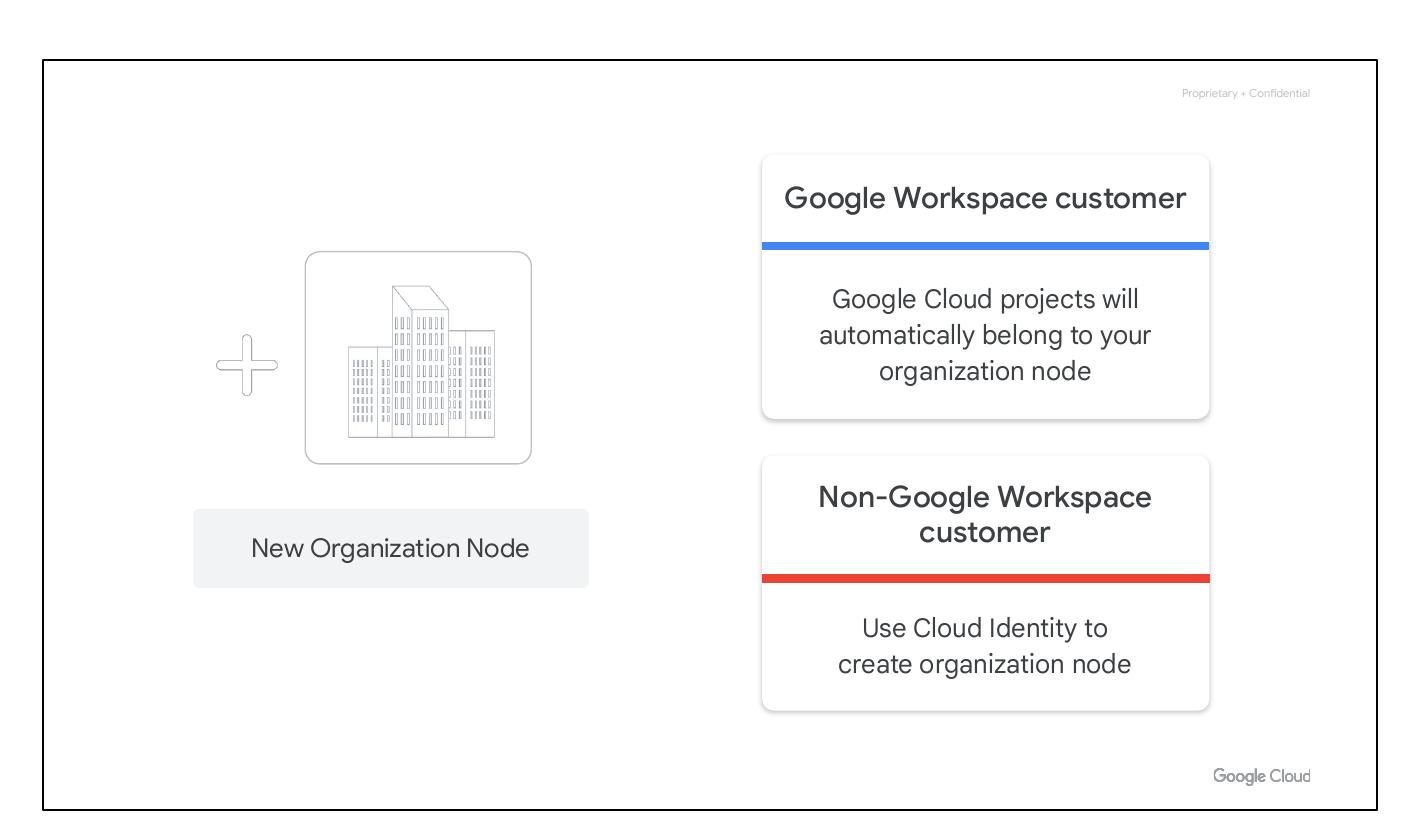 Proprietary + Confidential
Google Workspace customer
Google Cloud projects will
automatically belong to your
organization node
New Organization Node
Non-Google Workspace
customer
Use Cloud Identity to
create organization node
Google Cloud